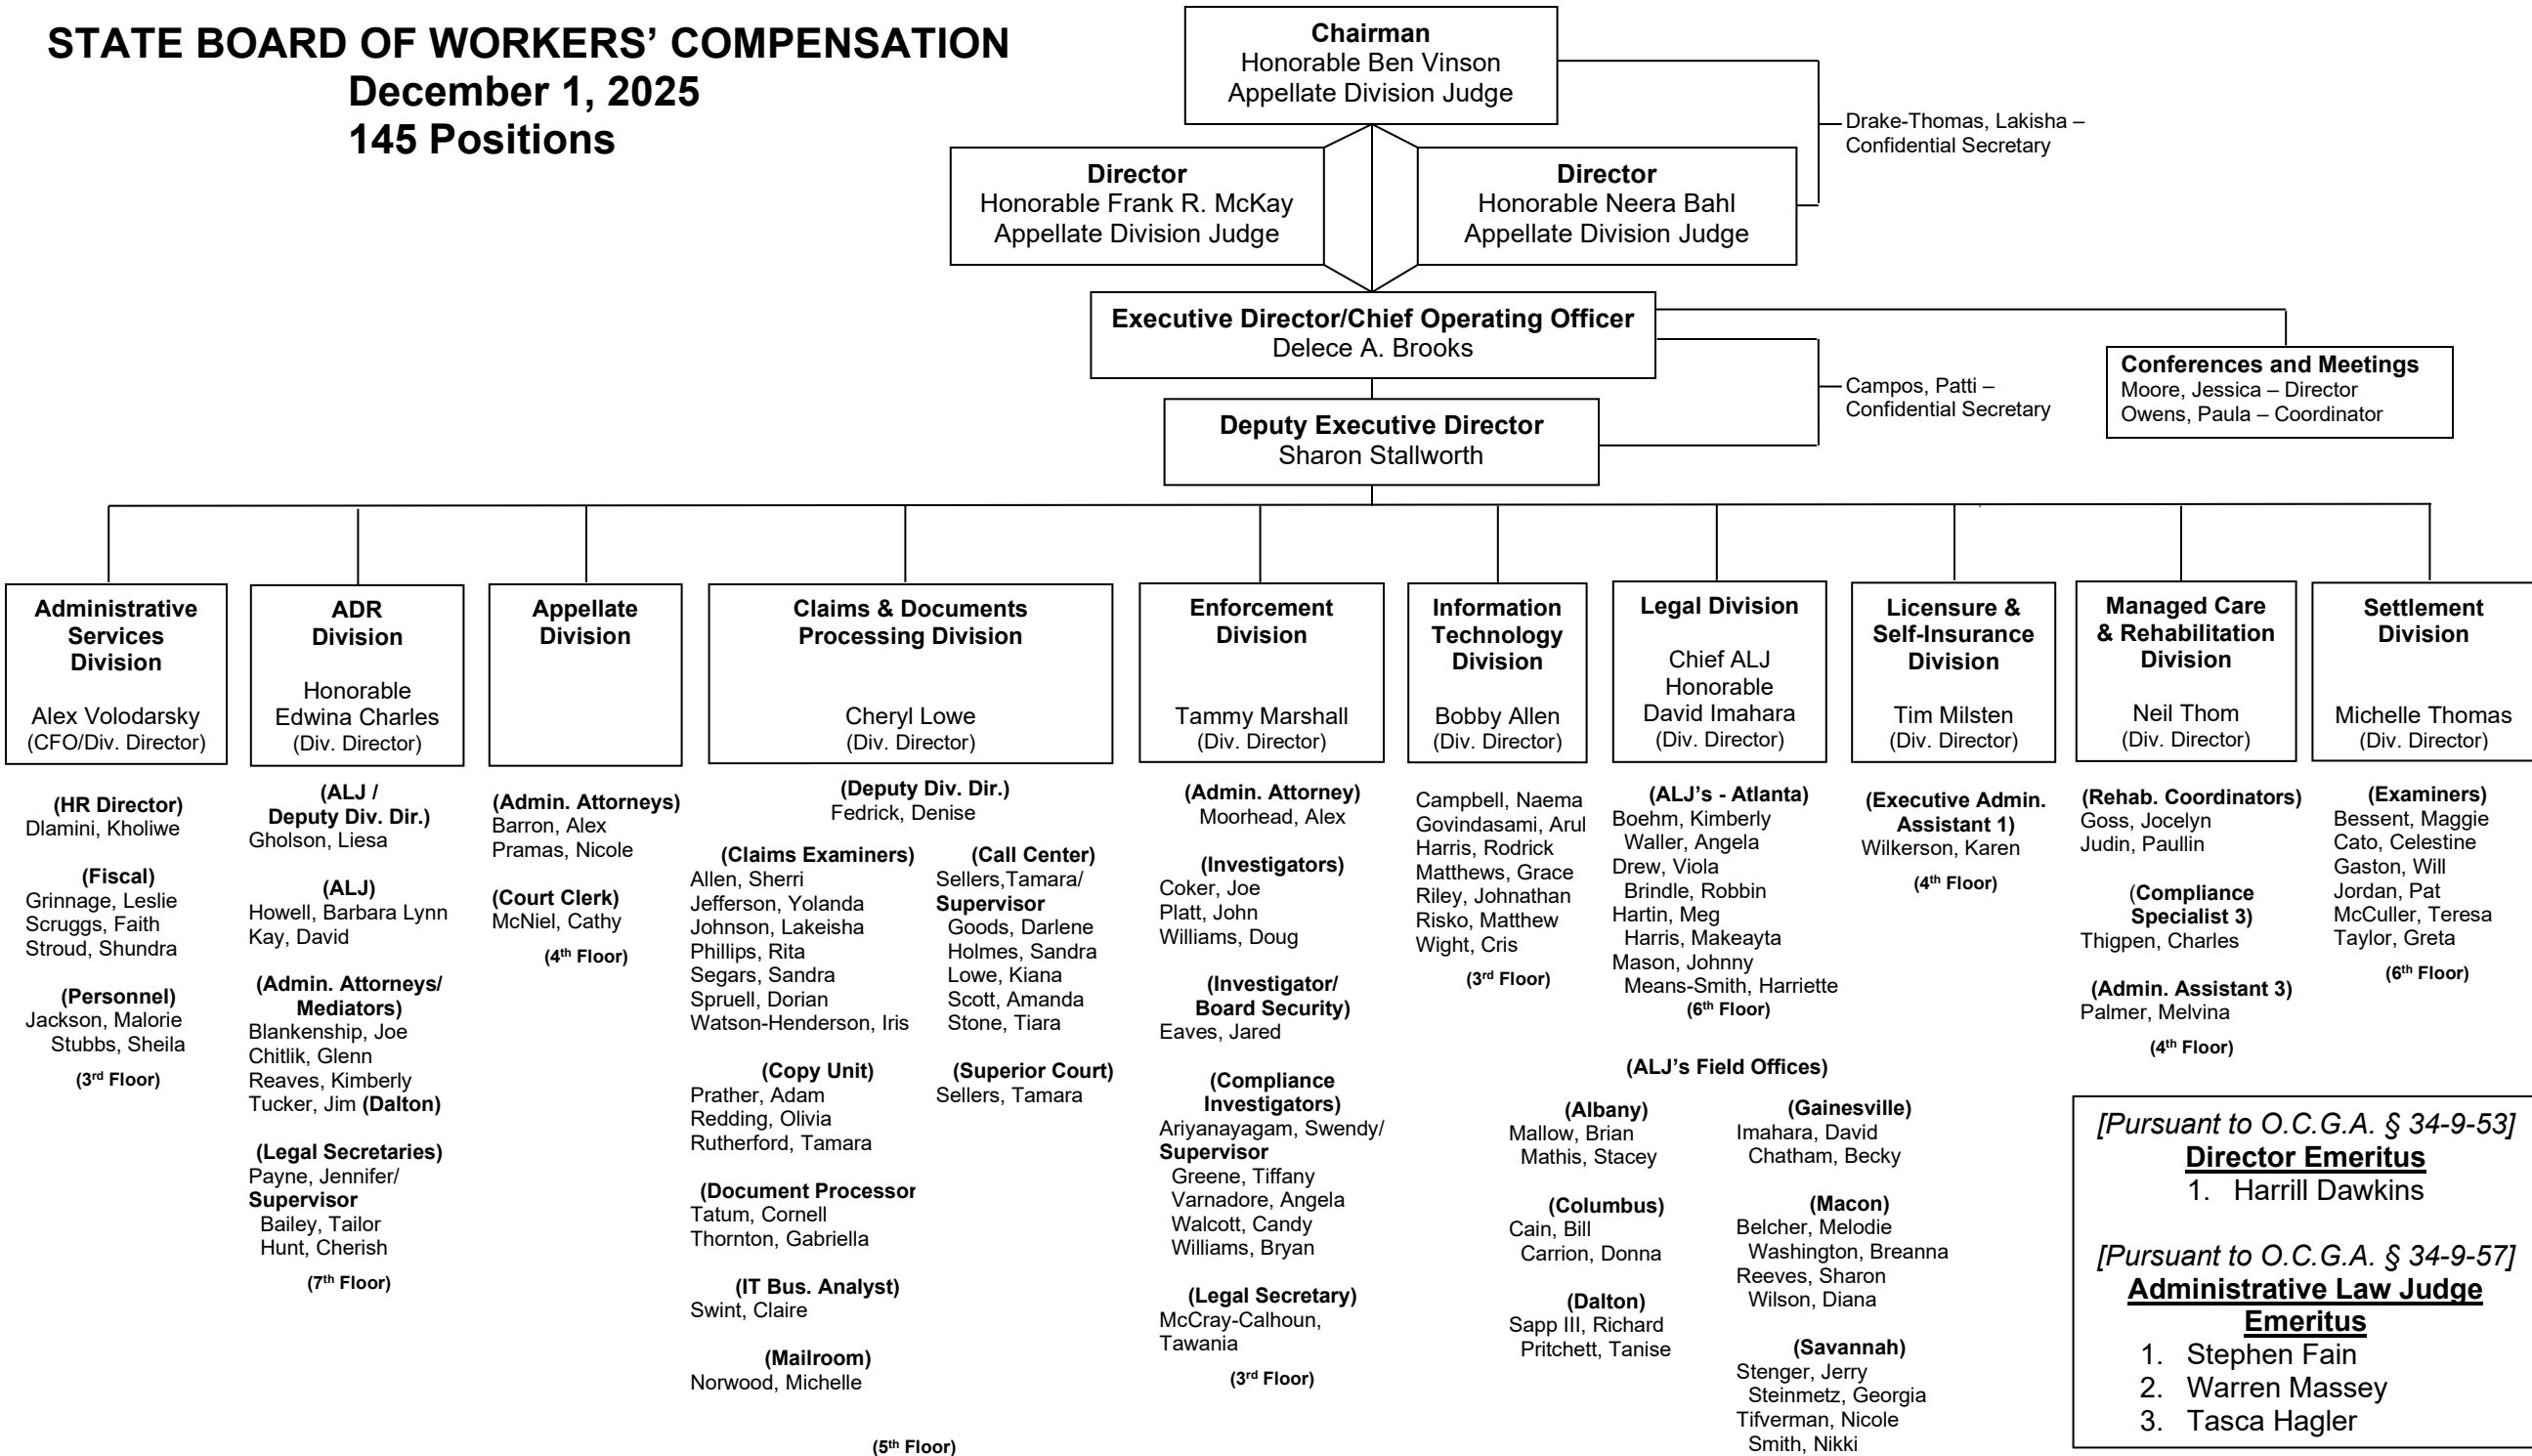 STATE BOARD OF WORKERS’ COMPENSATION
December 1, 2025
145 Positions
Chairman
Honorable Ben Vinson
Appellate Division Judge
Drake-Thomas, Lakisha –
Confidential Secretary
Director
Honorable Frank R. McKay
Appellate Division Judge
Director
Honorable Neera Bahl
Appellate Division Judge
Executive Director/Chief Operating Officer
Delece A. Brooks
Campos, Patti –
Confidential Secretary
Conferences and Meetings
Moore, Jessica – Director
Owens, Paula – Coordinator
Deputy Executive Director
Sharon Stallworth
Administrative
Services
Division
Alex Volodarsky
(CFO/Div. Director)
(HR Director)
Dlamini, Kholiwe
(Fiscal)
Grinnage, Leslie
Scruggs, Faith
Stroud, Shundra
(Personnel)
Jackson, Malorie
Stubbs, Sheila
(3rd Floor)
ADR
Division
Honorable
Edwina Charles
(Div. Director)
(ALJ /
Deputy Div. Dir.)
Gholson, Liesa
(ALJ)
Howell, Barbara Lynn
Kay, David
(Admin. Attorneys/
Mediators)
Blankenship, Joe
Chitlik, Glenn
Reaves, Kimberly
Tucker, Jim (Dalton)
(Legal Secretaries)
Payne, Jennifer/
Supervisor
Bailey, Tailor
Hunt, Cherish
(7th Floor)
Appellate
Division
(Admin. Attorneys)
Barron, Alex
Pramas, Nicole
(Court Clerk)
McNiel, Cathy
(4th Floor)
Claims & Documents
Processing Division
Cheryl Lowe
(Div. Director)
(Deputy Div. Dir.)
Fedrick, Denise
(Claims Examiners)
Allen, Sherri
Jefferson, Yolanda
Johnson, Lakeisha
Phillips, Rita
Segars, Sandra
Spruell, Dorian
Watson-Henderson, Iris
(Copy Unit)
Prather, Adam
Redding, Olivia
Rutherford, Tamara
(Document Processor
Tatum, Cornell
Thornton, Gabriella
(IT Bus. Analyst)
Swint, Claire
(Mailroom)
Norwood, Michelle
(Call Center)
Sellers,Tamara/
Supervisor
Goods, Darlene
Holmes, Sandra
Lowe, Kiana
Scott, Amanda
Stone, Tiara
(Superior Court)
Sellers, Tamara
(5th Floor)
Enforcement
Division
Tammy Marshall
(Div. Director)
(Admin. Attorney)
Moorhead, Alex
(Investigators)
Coker, Joe
Platt, John
Williams, Doug
(Investigator/
Board Security)
Eaves, Jared
(Compliance
Investigators)
Ariyanayagam, Swendy/
Supervisor
Greene, Tiffany
Varnadore, Angela
Walcott, Candy
Williams, Bryan
(Legal Secretary)
McCray-Calhoun,
Tawania
(3rd Floor)
Information
Technology
Division
Bobby Allen
(Div. Director)
Campbell, Naema
Govindasami, Arul
Harris, Rodrick
Matthews, Grace
Riley, Johnathan
Risko, Matthew
Wight, Cris
(3rd Floor)
Legal Division
Chief ALJ
Honorable
David Imahara
(Div. Director)
(ALJ’s - Atlanta)
Boehm, Kimberly
Waller, Angela
Drew, Viola
Brindle, Robbin
Hartin, Meg
Harris, Makeayta
Mason, Johnny
Means-Smith, Harriette
(6th Floor)
(ALJ’s Field Offices)
(Albany)
Mallow, Brian
Mathis, Stacey
(Columbus)
Cain, Bill
Carrion, Donna
(Dalton)
Sapp III, Richard
Pritchett, Tanise
(Gainesville)
Imahara, David
Chatham, Becky
(Macon)
Belcher, Melodie
Washington, Breanna
Reeves, Sharon
Wilson, Diana
(Savannah)
Stenger, Jerry
Steinmetz, Georgia
Tifverman, Nicole
Smith, Nikki
Licensure &
Self-Insurance
Division
Tim Milsten
(Div. Director)
(Executive Admin.
Assistant 1)
Wilkerson, Karen
(4th Floor)
Managed Care
& Rehabilitation
Division
Neil Thom
(Div. Director)
(Rehab. Coordinators)
Goss, Jocelyn
Judin, Paullin
(Compliance
Specialist 3)
Thigpen, Charles
(Admin. Assistant 3)
Palmer, Melvina
(4th Floor)
Settlement
Division
Michelle Thomas
(Div. Director)
(Examiners)
Bessent, Maggie
Cato, Celestine
Gaston, Will
Jordan, Pat
McCuller, Teresa
Taylor, Greta
(6th Floor)
[Pursuant to O.C.G.A. § 34-9-53]
Director Emeritus
1. Harrill Dawkins
[Pursuant to O.C.G.A. § 34-9-57]
Administrative Law Judge
Emeritus
1. Stephen Fain
2. Warren Massey
3. Tasca Hagler